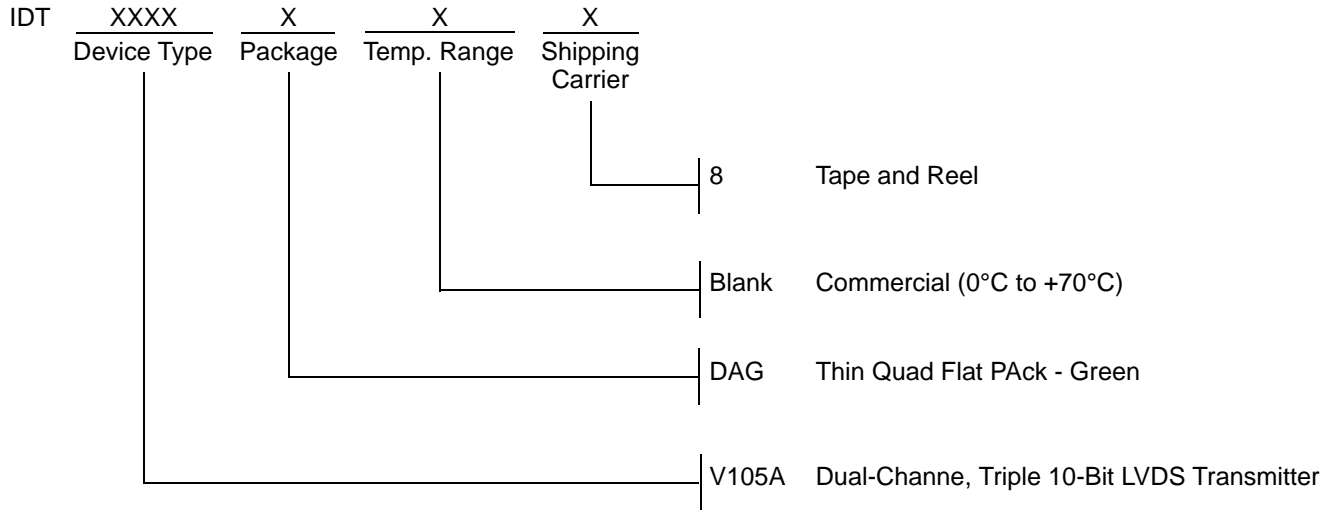 IDT XXXX X X X
Device Type Package Temp. Range Shipping
Carrier
8 Tape and Reel
Blank Commercial (0°C to +70°C)
DAG Thin Quad Flat PAck - Green
V105A Dual-Channe, Triple 10-Bit LVDS Transmitter